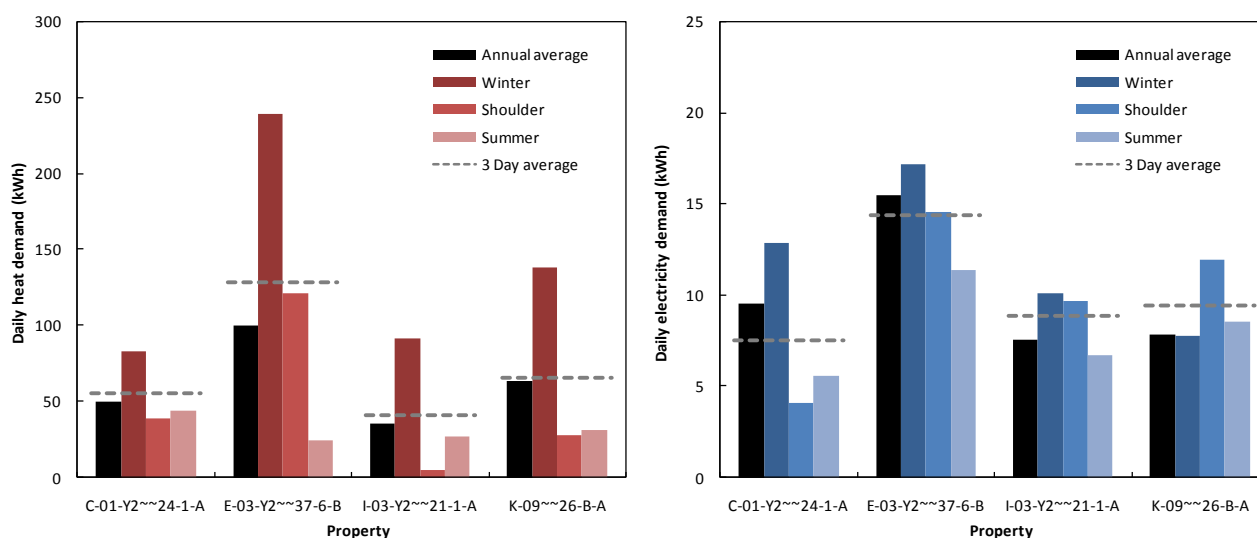 300
250
200
150
100
50
0
Daily heat demand (kWh)
Annual average
Winter
Shoulder
Summer
3 Day average
C-01-Y2~~24-1-A
E-03-Y2~~37-6-B
I-03-Y2~~21-1-A
K-09~~26-B-A
Property
25
20
15
10
5
0
Daily electricity demand (kWh)
Annual average
Winter
Shoulder
Summer
3 Day average
C-01-Y2~~24-1-A
E-03-Y2~~37-6-B
I-03-Y2~~21-1-A
K-09~~26-B-A
Property